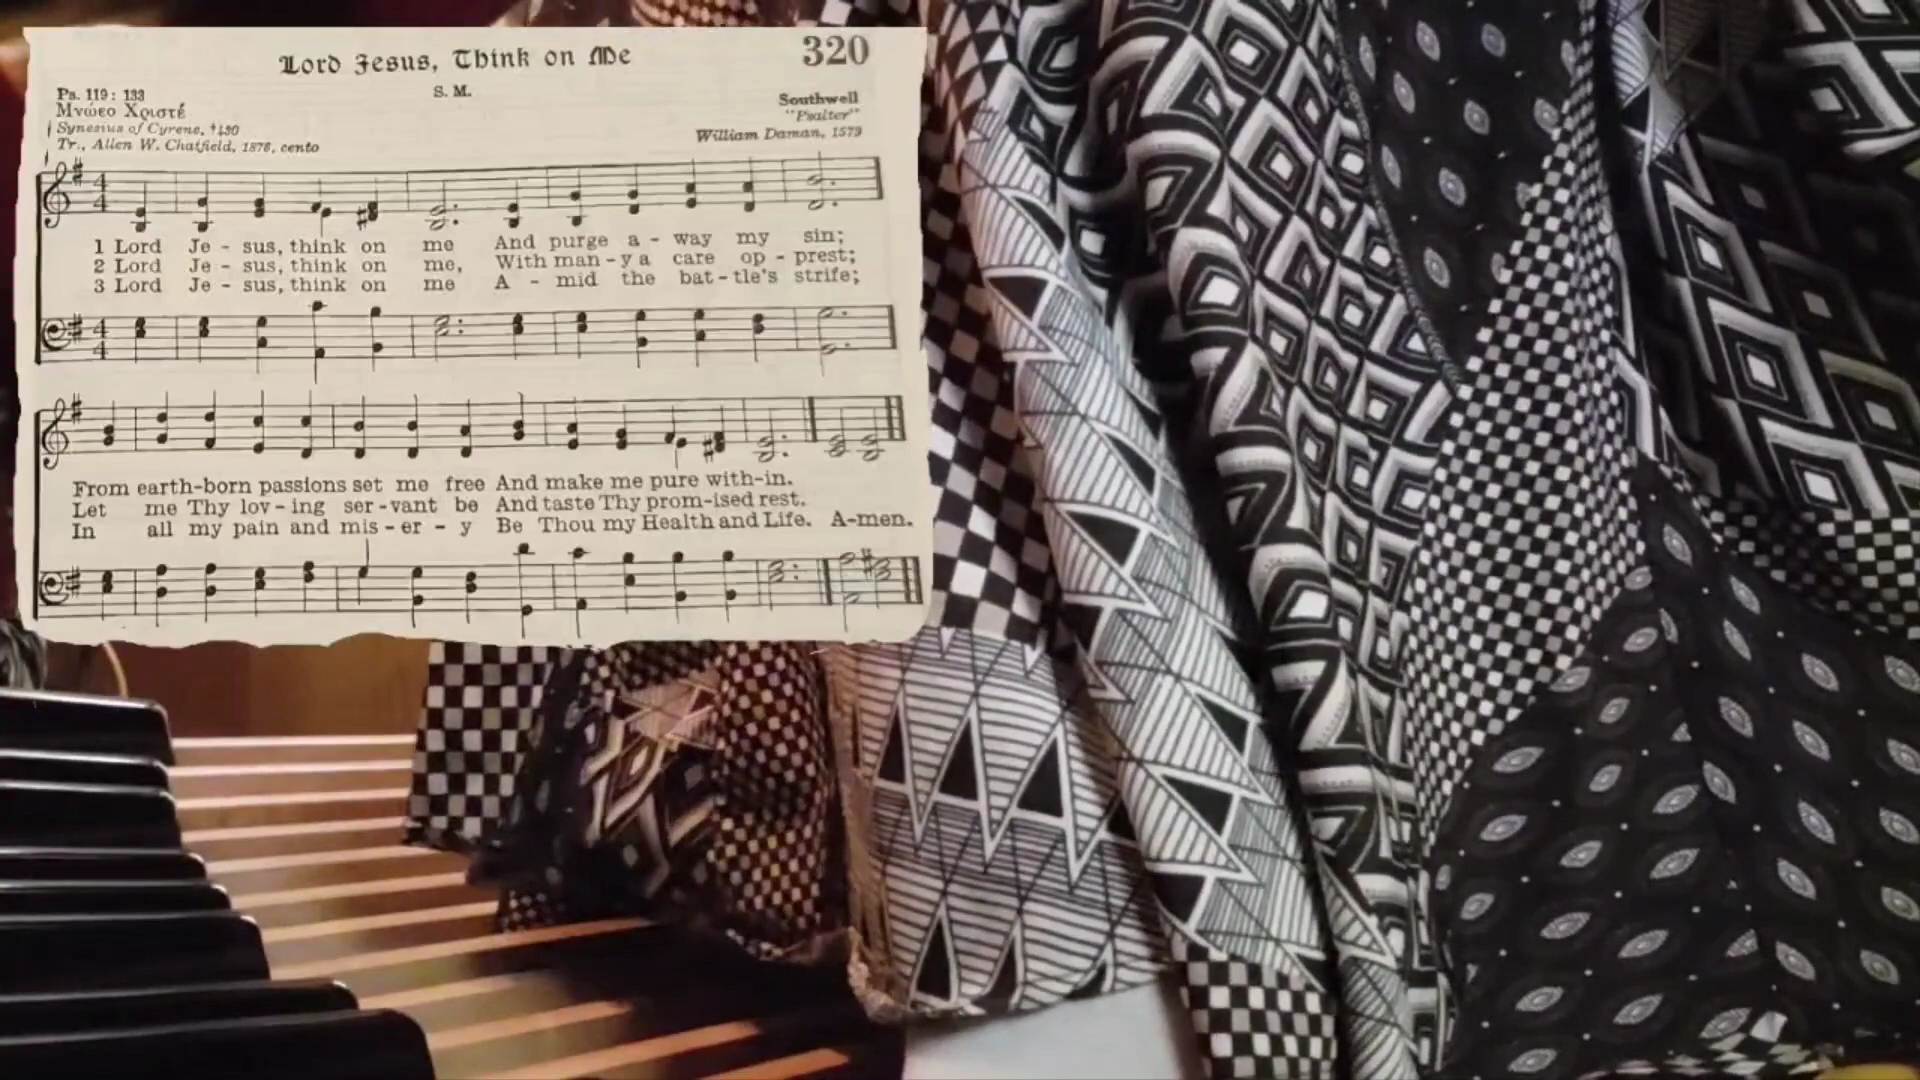 Lord Jesus, Think on Me 320
S. M.
Ps. 119: 133
Μνώεο Χριστέ
Synesius of Cyrene, †430
Tr., Allen W. Chatfield, 1876, cento
Southwell
"Psalter"
William Daman, 1579
1 Lord Je - sus, think on me And purge a - way my sin;
2 Lord Je - sus, think on me, With man - y a care op - prest;
3 Lord Je - sus, think on me A - mid the bat - tle's strife;
From earth-born passions set me free And make me pure with-in.
Let me Thy lov - ing ser - vant be And taste Thy prom-ised rest.
In all my pain and mis - er - y Be Thou my Health and Life. A-men.